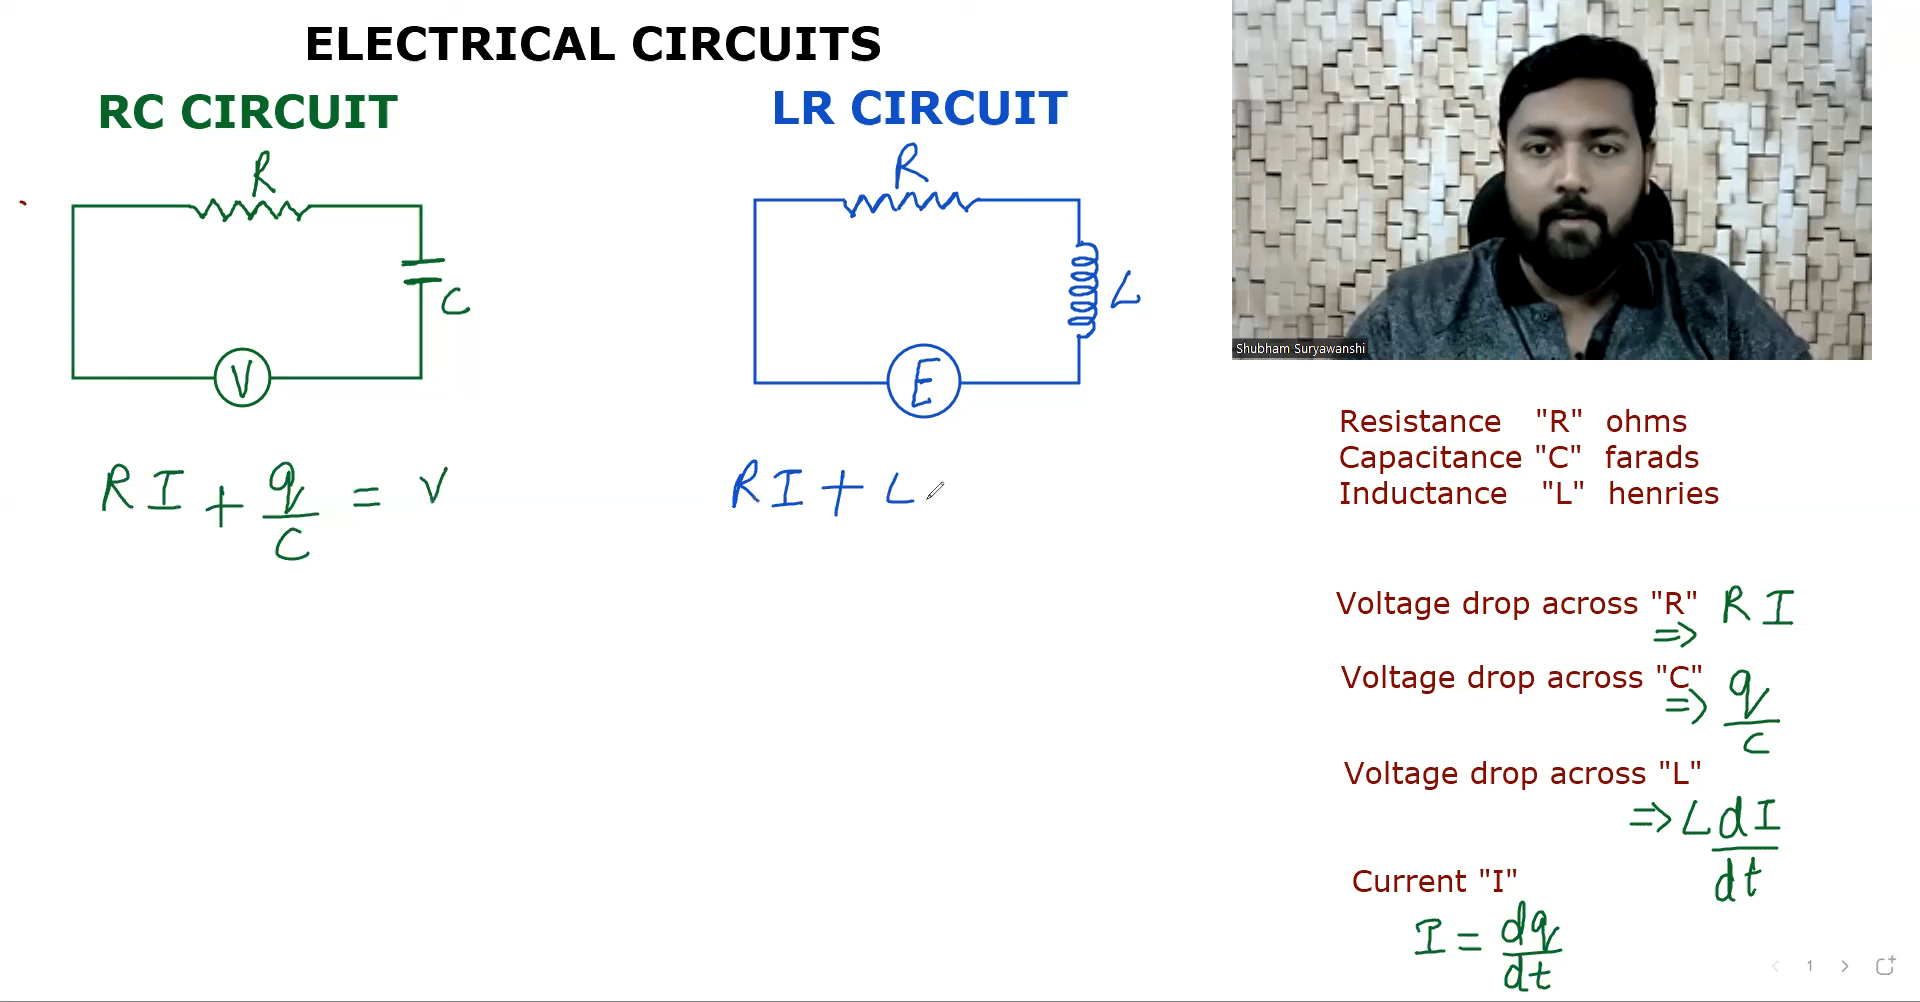 ELECTRICAL CIRCUITS
RC CIRCUIT
R
C
V
RI + q/C = V
LR CIRCUIT
R
L
E
RI + L
Shubham Suryawanshi
Resistance "R" ohms
Capacitance "C" farads
Inductance "L" henries
Voltage drop across "R" ⇒ RI
Voltage drop across "C" ⇒ q/C
Voltage drop across "L"
⇒ L dI/dt
Current "I"
I = dq/dt
1